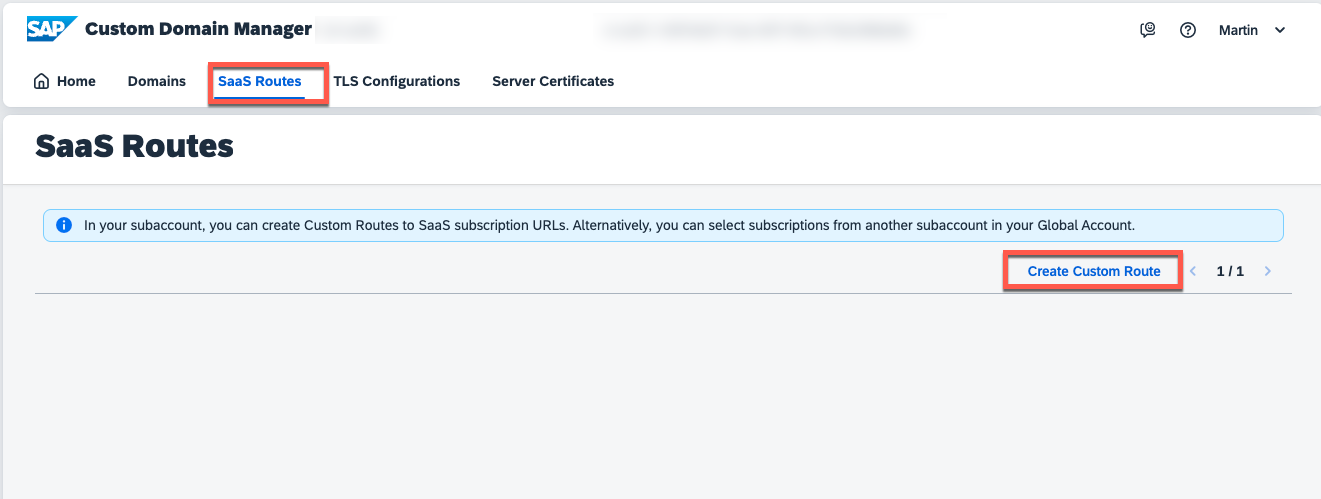 SAP Custom Domain Manager
Martin
Home Domains SaaS Routes TLS Configurations Server Certificates
SaaS Routes
In your subaccount, you can create Custom Routes to SaaS subscription URLs. Alternatively, you can select subscriptions from another subaccount in your Global Account.
Create Custom Route 1 / 1